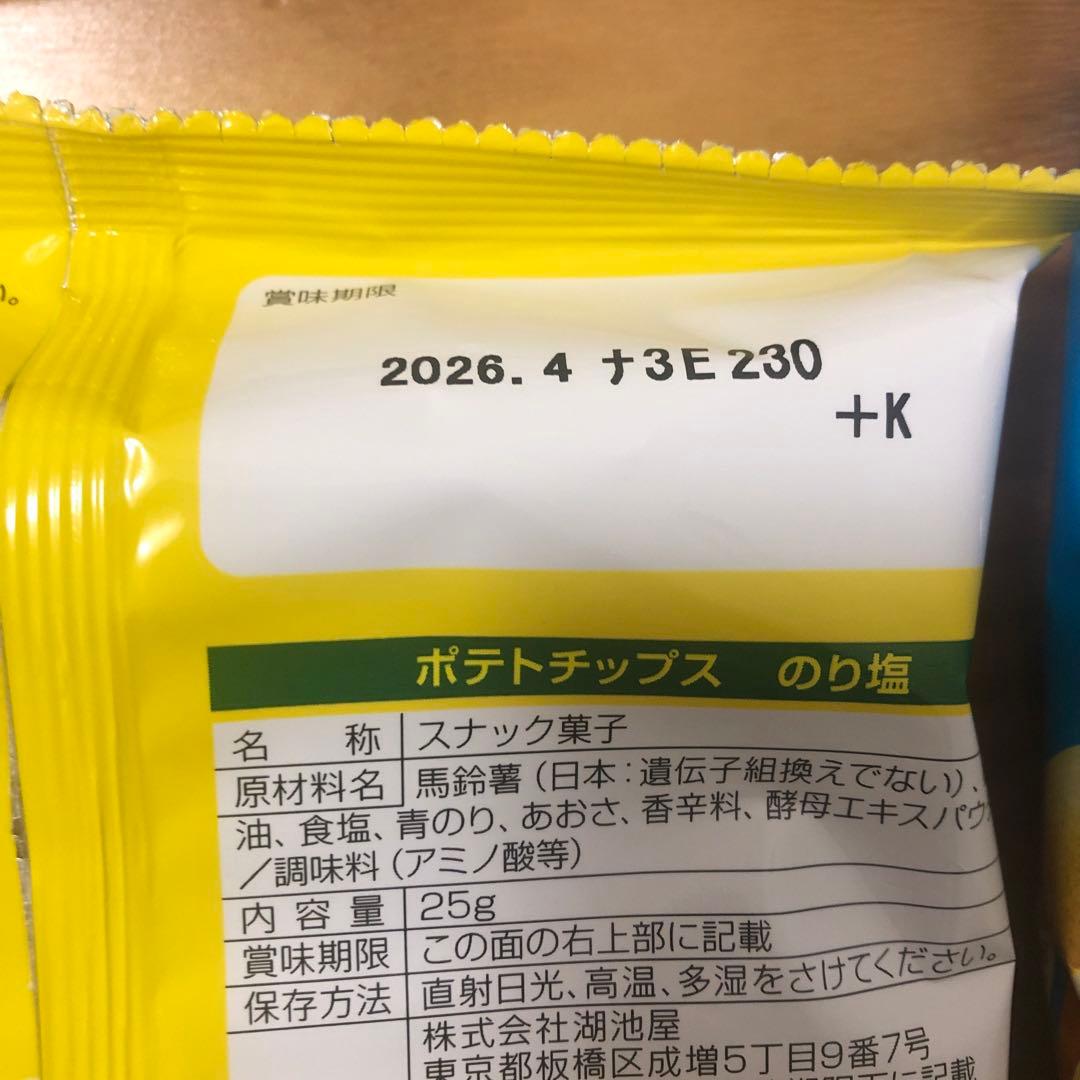 賞味期限
2026.4 ナ3E230
+K
ポテトチップス のり塩
名称 スナック菓子
原材料名 馬鈴薯(日本:遺伝子組換えでない)、
油、食塩、青のり、あおさ、香辛料、酵母エキスパウ
/調味料(アミノ酸等)
内容量 25g
賞味期限 この面の右上部に記載
保存方法 直射日光、高温、多湿をさけてください。
株式会社湖池屋
東京都板橋区成増5丁目9番7号
に記載